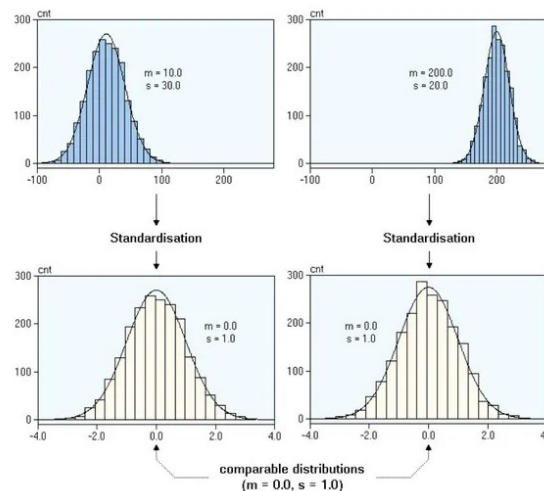 cnt
300
200
100
0
m = 10.0
s = 30.0
-100 0 100 200
cnt
300
200
100
0
m = 200.0
s = 20.0
-100 0 100 200
Standardisation
Standardisation
cnt
300
200
100
0
m = 0.0
s = 1.0
-4.0 -2.0 0.0 2.0 4.0
cnt
300
200
100
0
m = 0.0
s = 1.0
-4.0 -2.0 0.0 2.0 4.0
comparable distributions
(m = 0.0, s = 1.0)